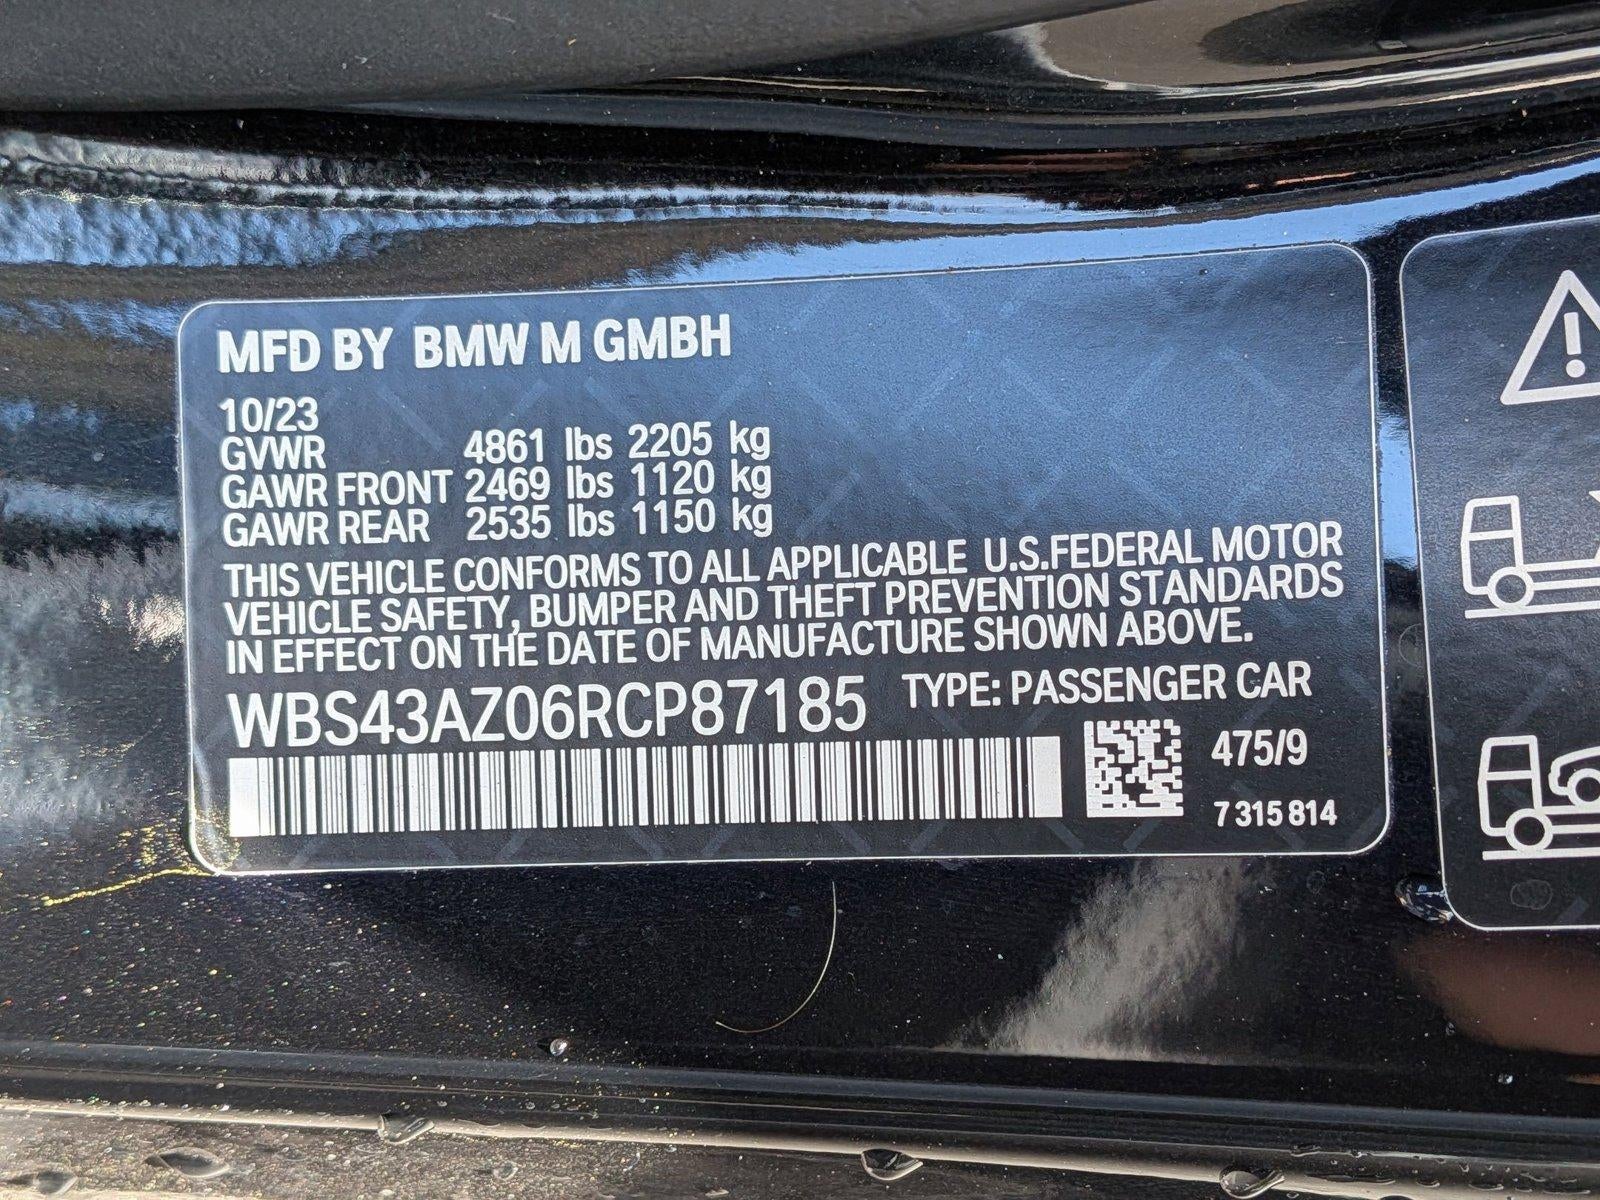 MFD BY BMW M GMBH
10/23
GVWR 4861 lbs 2205 kg
GAWR FRONT 2469 lbs 1120 kg
GAWR REAR 2535 lbs 1150 kg
THIS VEHICLE CONFORMS TO ALL APPLICABLE U.S.FEDERAL MOTOR
VEHICLE SAFETY, BUMPER AND THEFT PREVENTION STANDARDS
IN EFFECT ON THE DATE OF MANUFACTURE SHOWN ABOVE.
WBS43AZ06RCP87185 TYPE: PASSENGER CAR
475/9
7 315 814